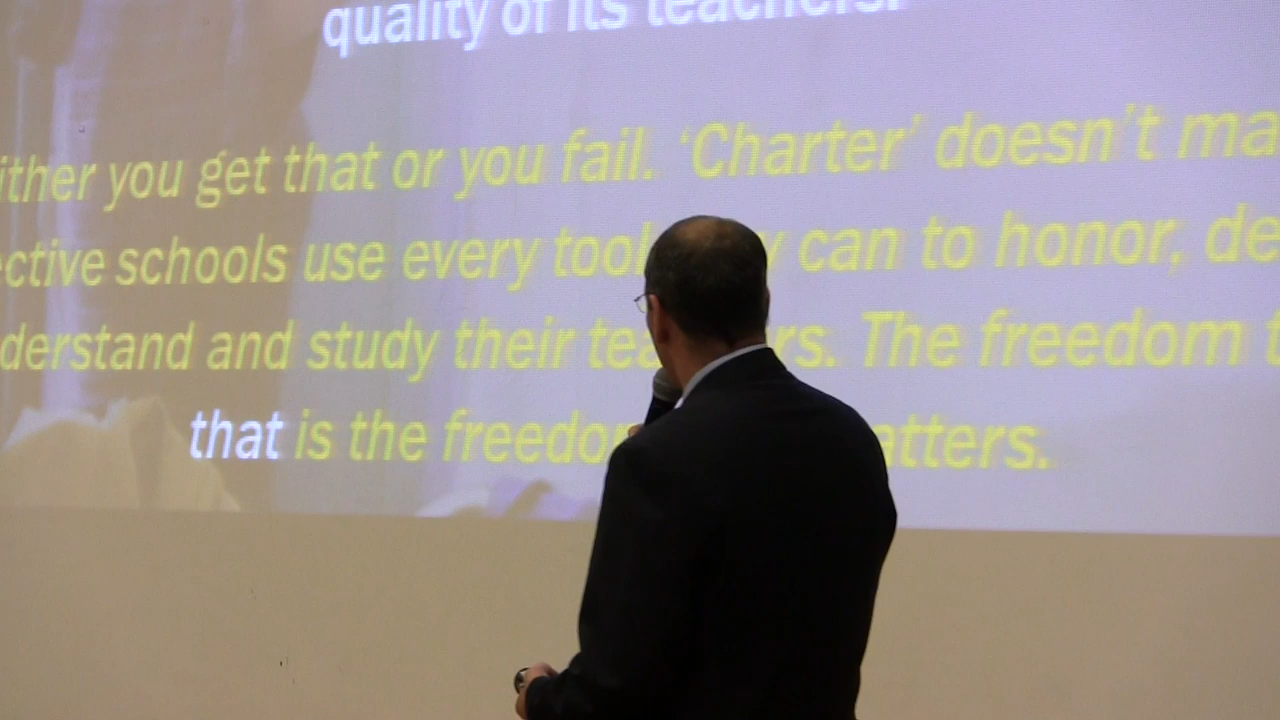 quality of its teachers.
ither you get that or you fail. ‘Charter’ doesn’t ma
ective schools use every tool can to honor, de
derstand and study their tea rs. The freedom t
that is the freedo atters.